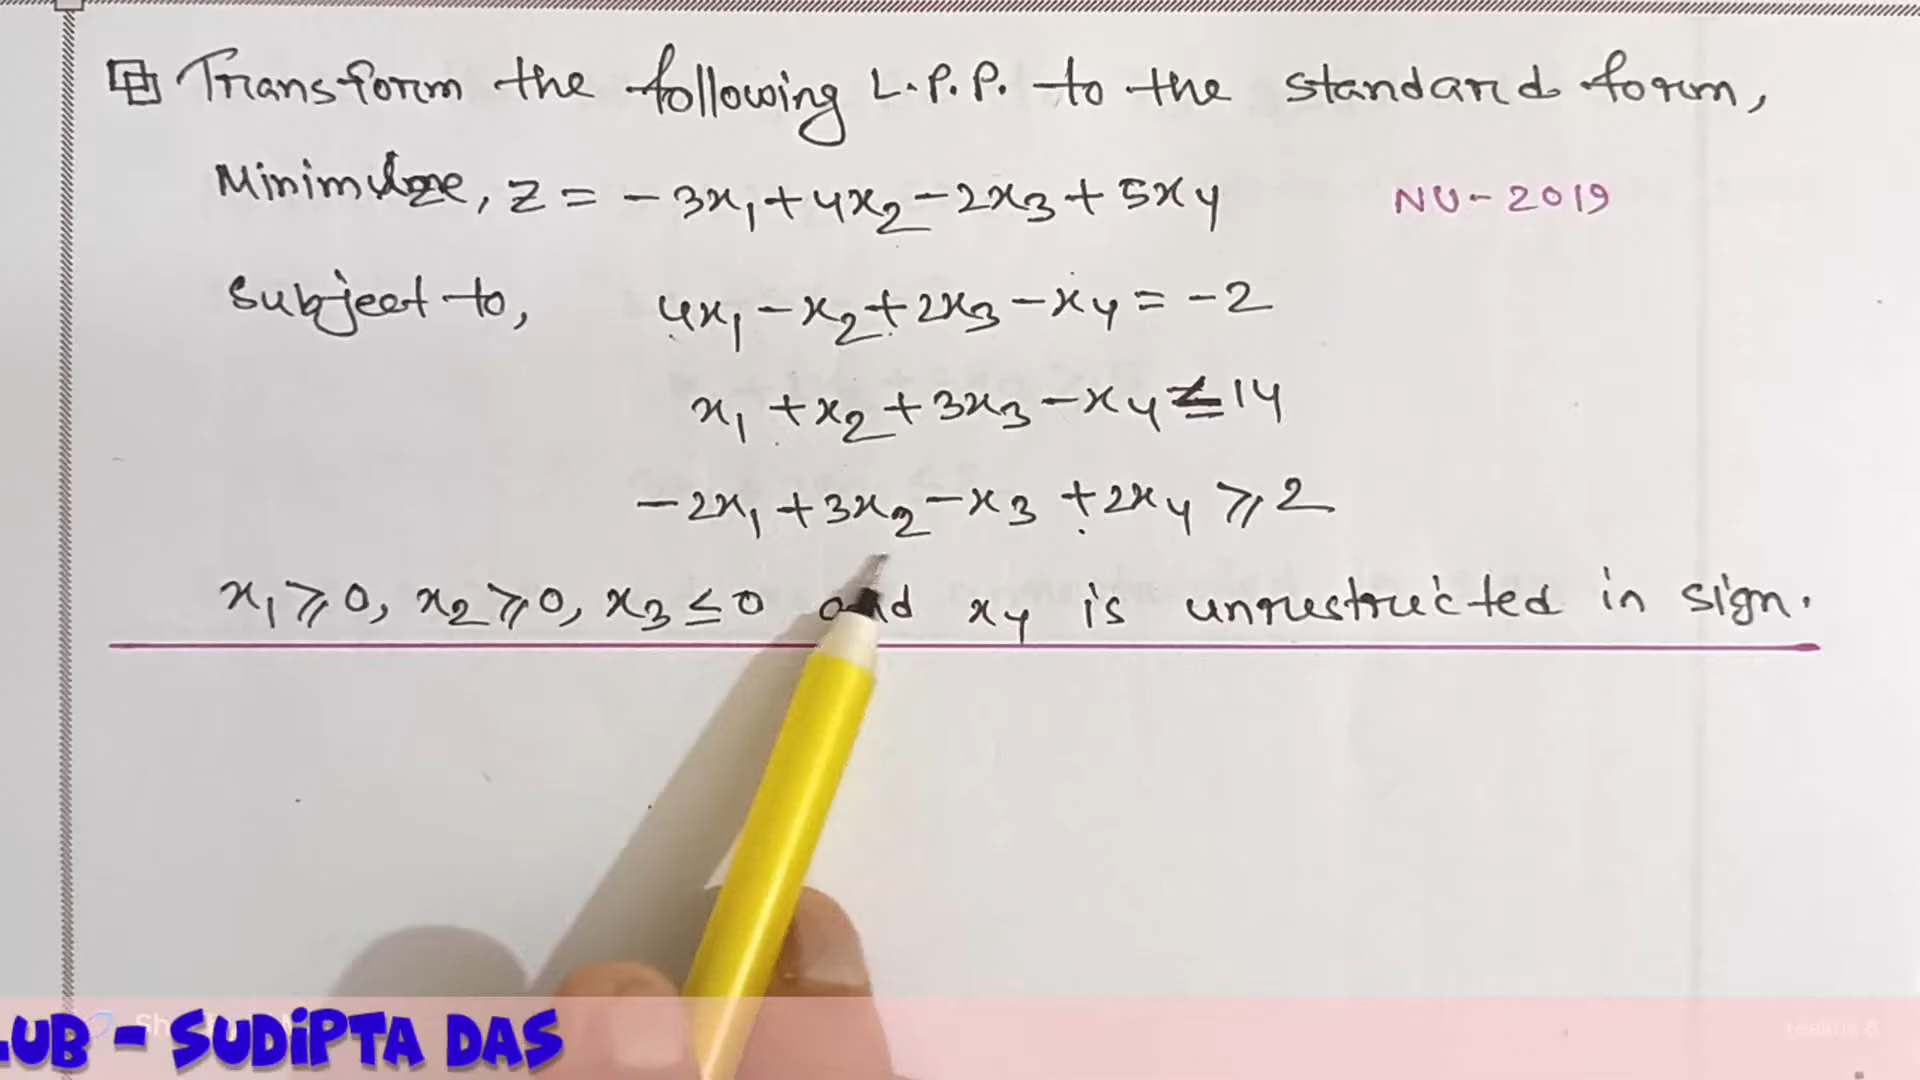 Transform the following L.P.P. to the standard form,
Minimize, z = -3x₁ + 4x₂ - 2x₃ + 5x₄ NU-2019
Subject to, 4x₁ - x₂ + 2x₃ - x₄ = -2
x₁ + x₂ + 3x₃ - x₄ ≤ 14
-2x₁ + 3x₂ - x₃ + 2x₄ ≥ 2
x₁ ≥ 0, x₂ ≥ 0, x₃ ≤ 0 and x₄ is unrestricted in sign.
LUB - SUDIPTA DAS